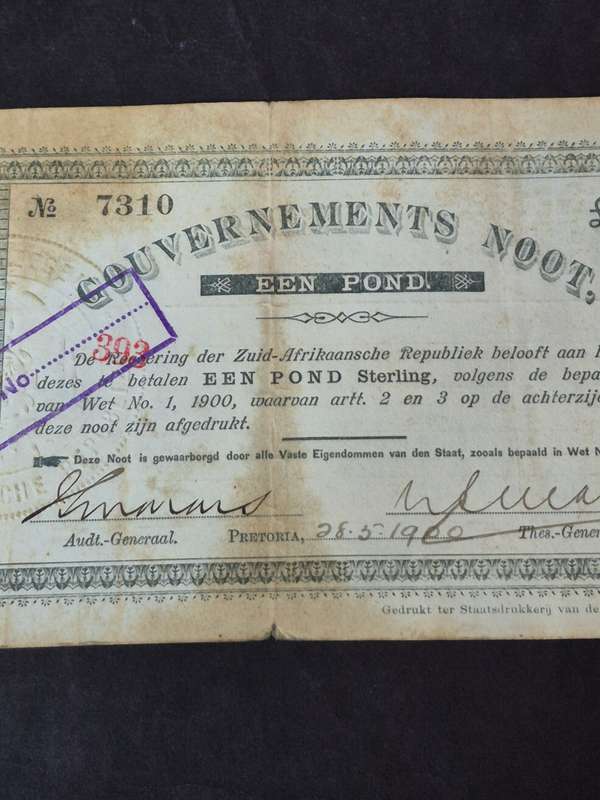 № 7310
£
GOUVERNEMENTS NOOT,
EEN POND.
No 393
De Regeering der Zuid-Afrikaansche Republiek belooft aan
dezes te betalen EEN POND Sterling, volgens de bepa
van Wet No. 1, 1900, waarvan artt. 2 en 3 op de achterzij
deze noot zijn afgedrukt.
Deze Noot is gewaarborgd door alle Vaste Eigendommen van den Staat, zooals bepaald in Wet N
Audt.-Generaal. PRETORIA, 28-5-1900 Thes.-Gener
Gedrukt ter Staatsdrukkerij van de